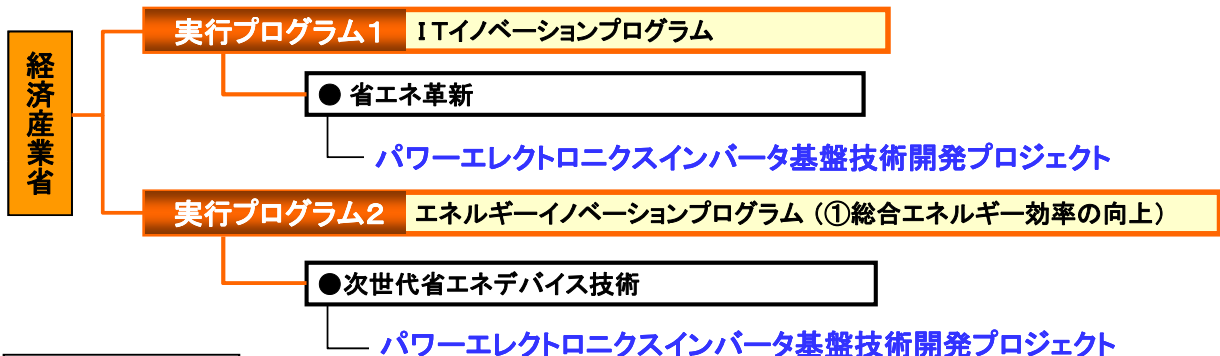 経済産業省
実行プログラム1 ITイノベーションプログラム
● 省エネ革新
パワーエレクトロニクスインバータ基盤技術開発プロジェクト
実行プログラム2 エネルギーイノベーションプログラム（①総合エネルギー効率の向上）
●次世代省エネデバイス技術
パワーエレクトロニクスインバータ基盤技術開発プロジェクト